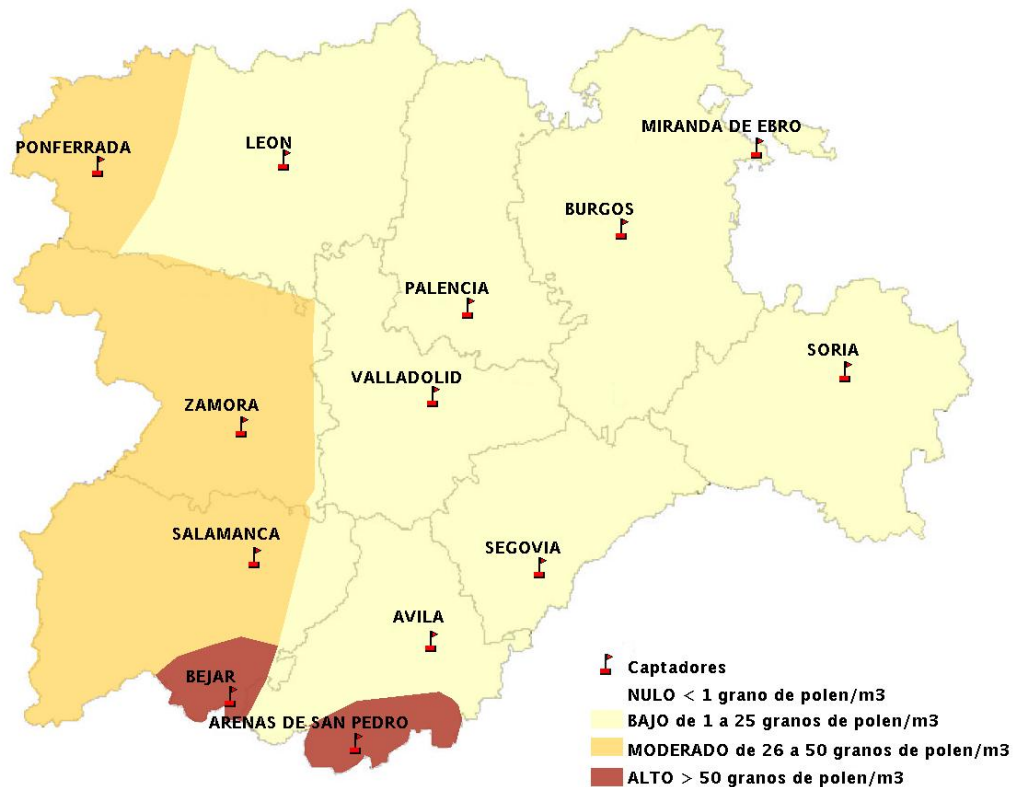 MIRANDA DE EBRO
PONFERRADA
LEON
BURGOS
PALENCIA
SORIA
VALLADOLID
ZAMORA
SALAMANCA
SEGOVIA
AVILA
BEJAR
ARENAS DE SAN PEDRO
Captadores
NULO < 1 grano de polen/m3
BAJO de 1 a 25 granos de polen/m3
MODERADO de 26 a 50 granos de polen/m3
ALTO > 50 granos de polen/m3